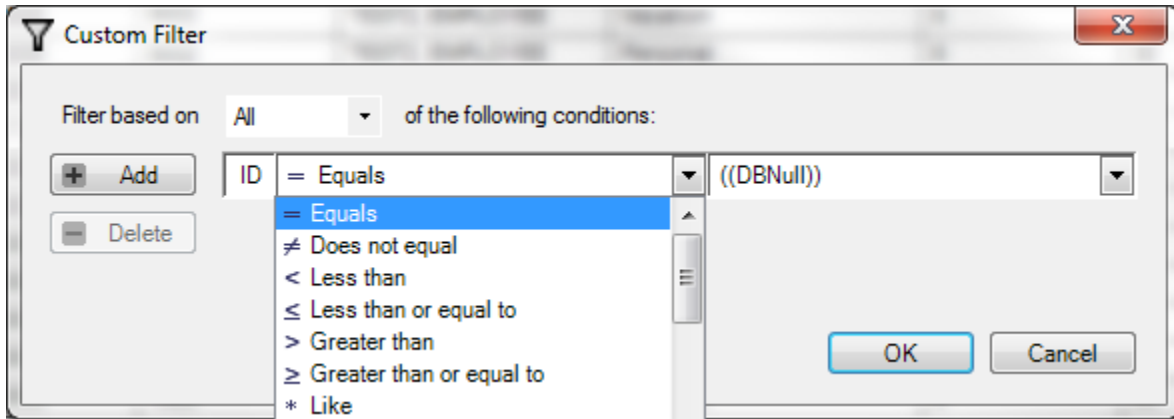 Custom Filter
Filter based on All of the following conditions:
Add ID = Equals ((DBNull))
= Equals
Delete
≠ Does not equal
< Less than
≤ Less than or equal to
> Greater than
OK Cancel
≥ Greater than or equal to
* Like